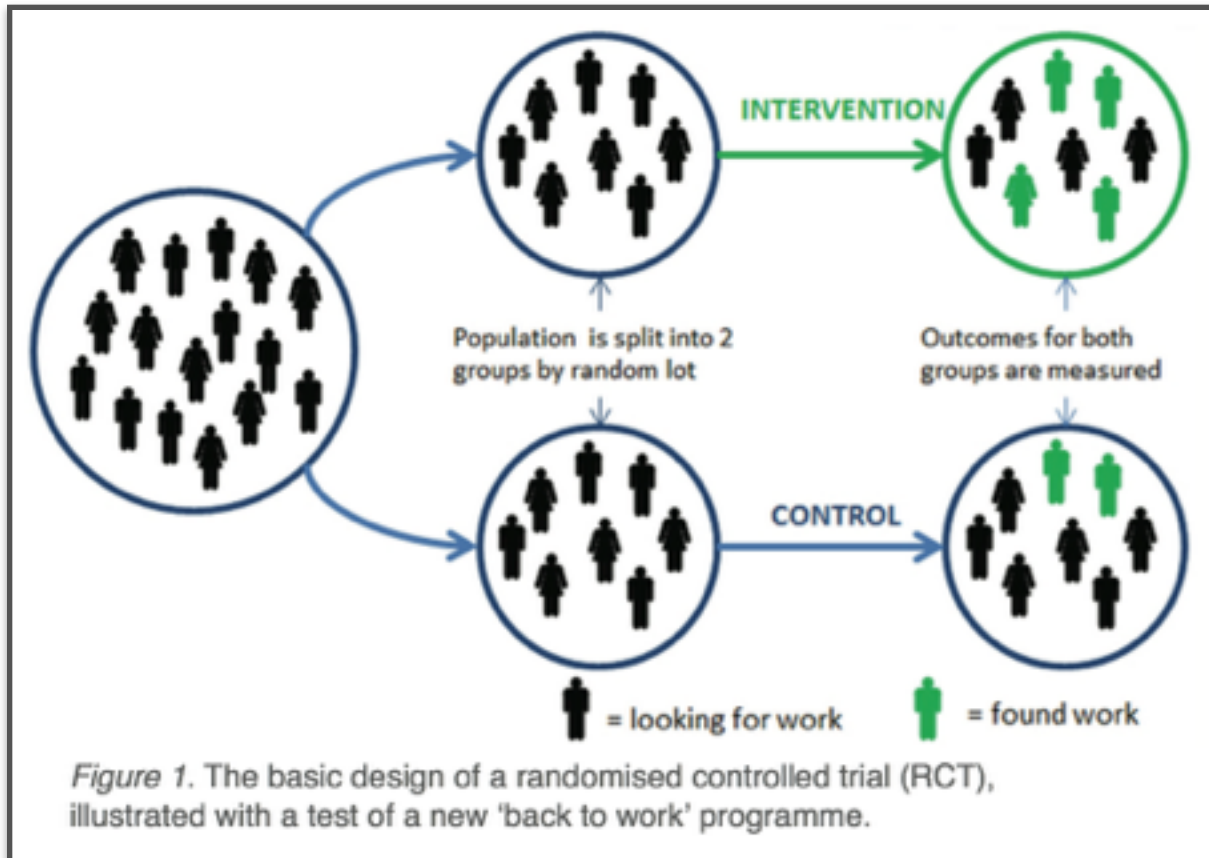 INTERVENTION
Population is split into 2
groups by random lot
Outcomes for both
groups are measured
CONTROL
= looking for work
= found work
Figure 1. The basic design of a randomised controlled trial (RCT),
illustrated with a test of a new ‘back to work’ programme.